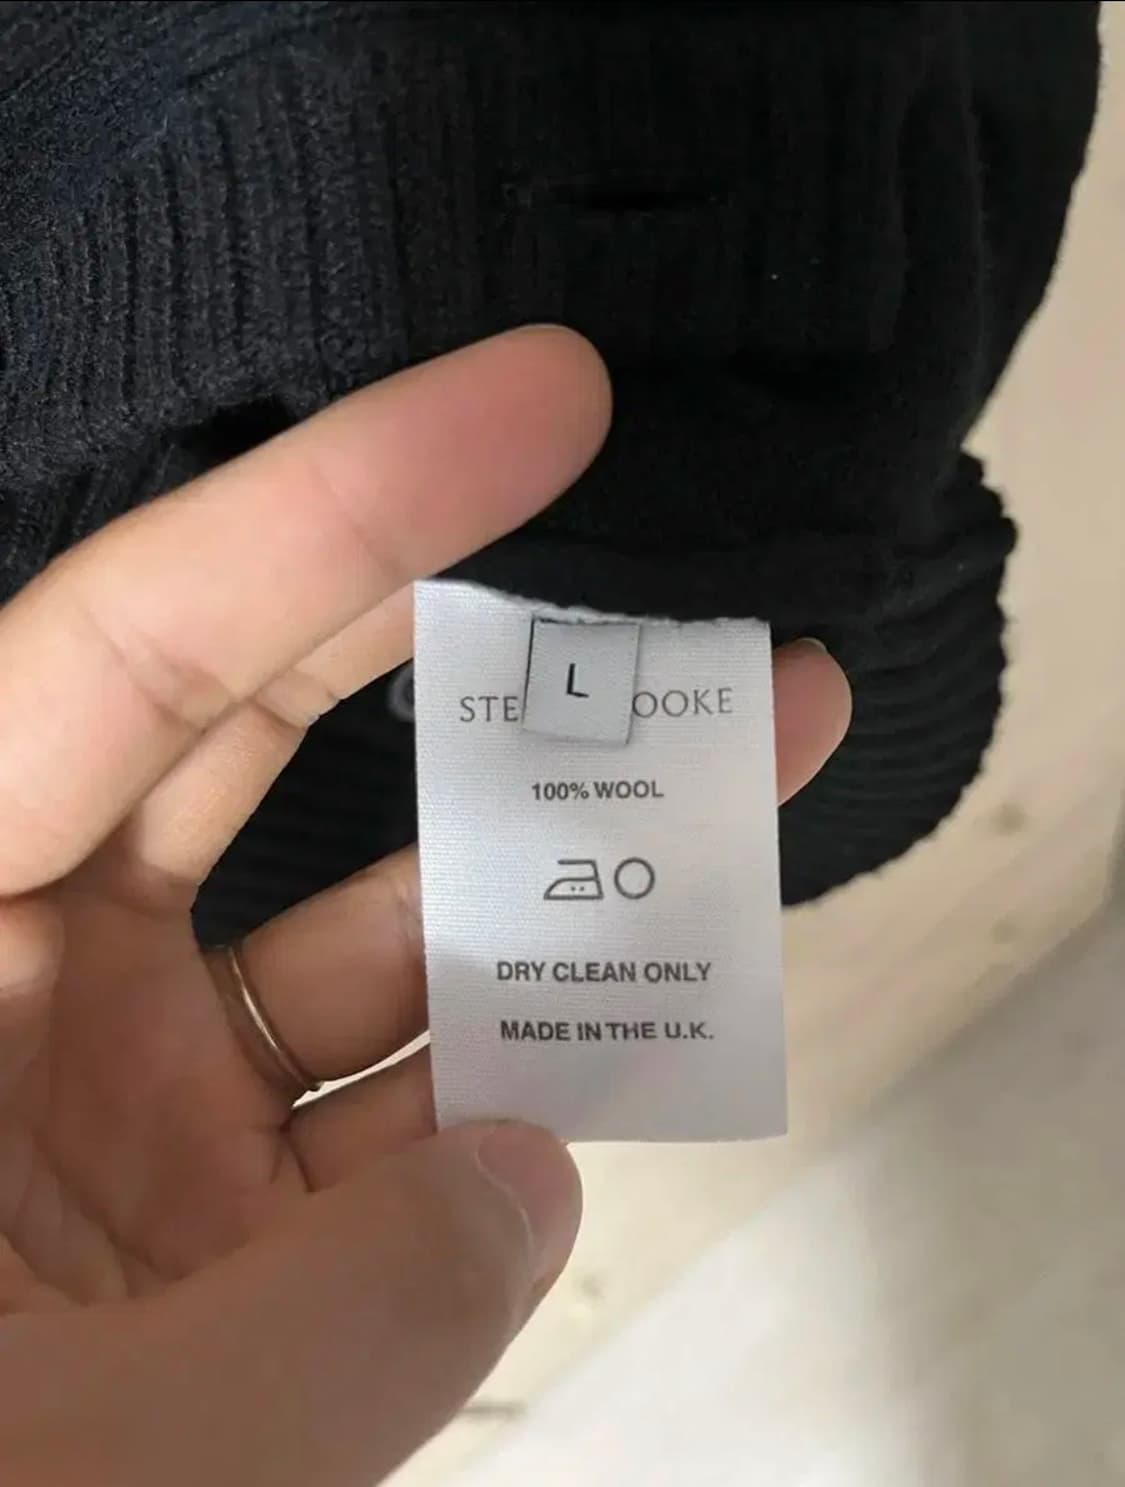 L
STE OOKE
100% WOOL
DRY CLEAN ONLY
MADE IN THE U.K.